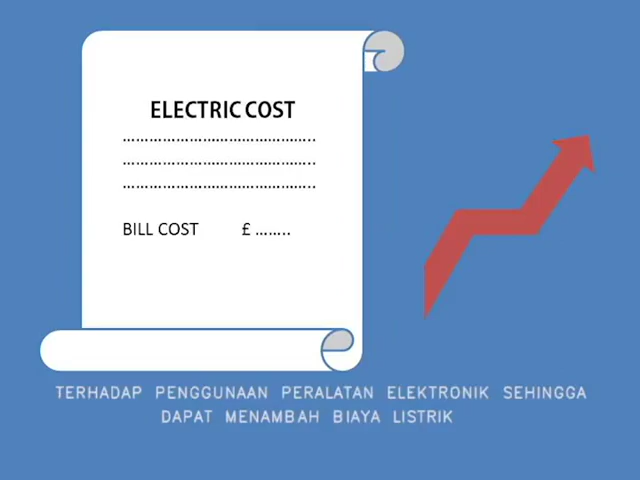 ELECTRIC COST
........................................
........................................
........................................
BILL COST £ ........
TERHADAP PENGGUNAAN PERALATAN ELEKTRONIK SEHINGGA
DAPAT MENAMBAH BIAYA LISTRIK